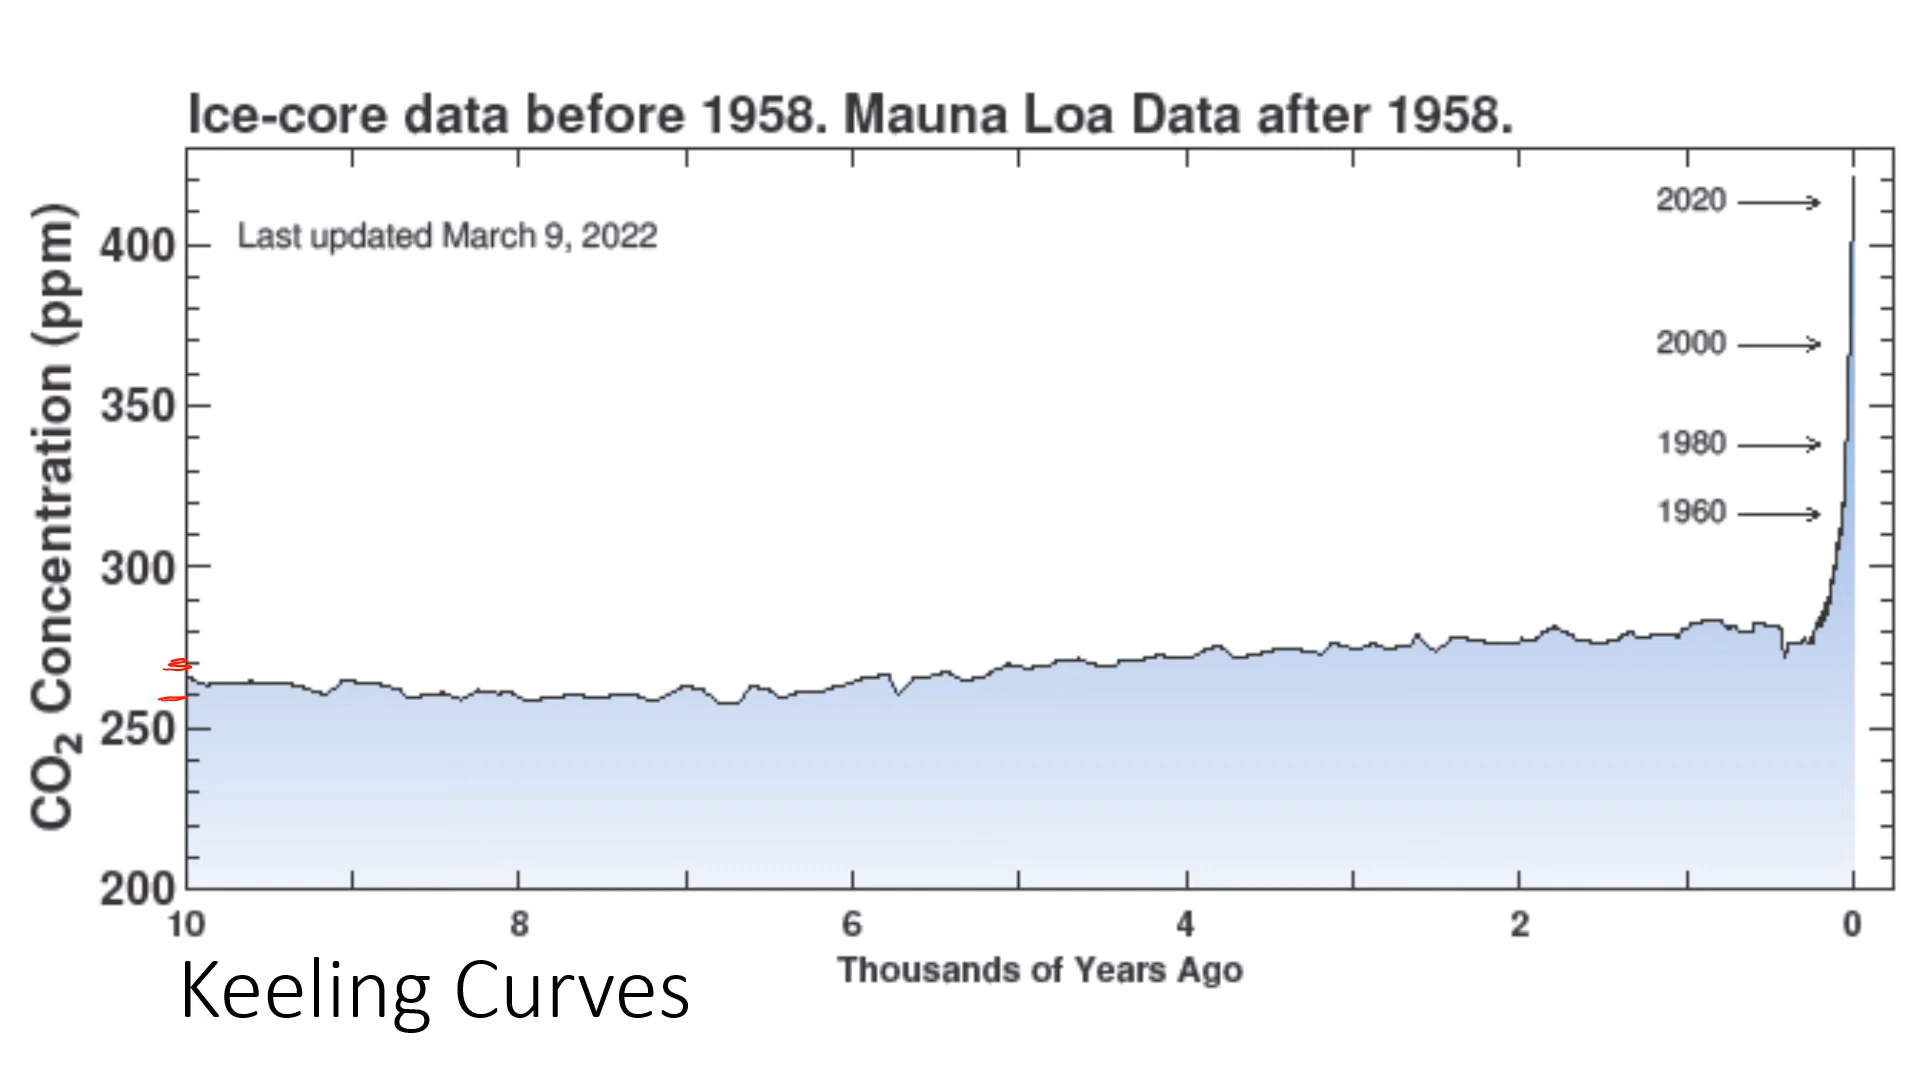 Ice-core data before 1958. Mauna Loa Data after 1958.
Last updated March 9, 2022
CO₂ Concentration (ppm)
400
350
300
250
200
2020
2000
1980
1960
10 8 6 4 2 0
Thousands of Years Ago
Keeling Curves